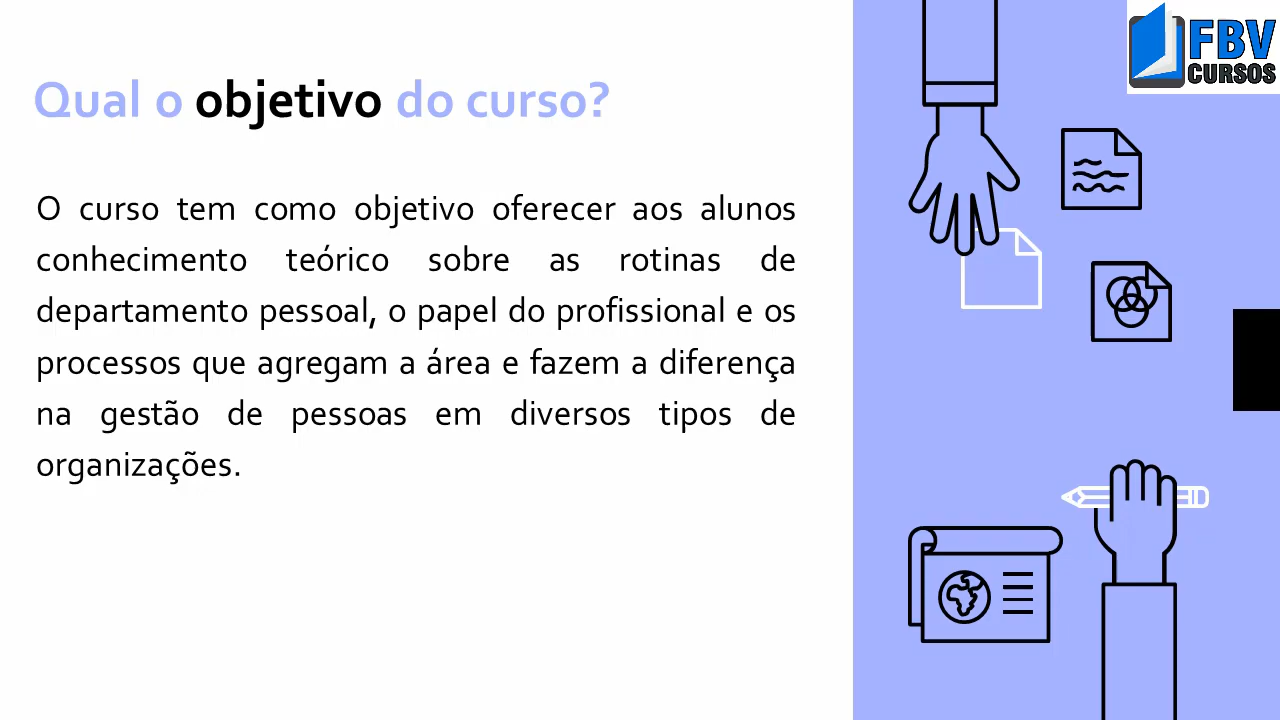 FBV
CURSOS
Qual o objetivo do curso?
O curso tem como objetivo oferecer aos alunos
conhecimento teórico sobre as rotinas de
departamento pessoal, o papel do profissional e os
processos que agregam a área e fazem a diferença
na gestão de pessoas em diversos tipos de
organizações.